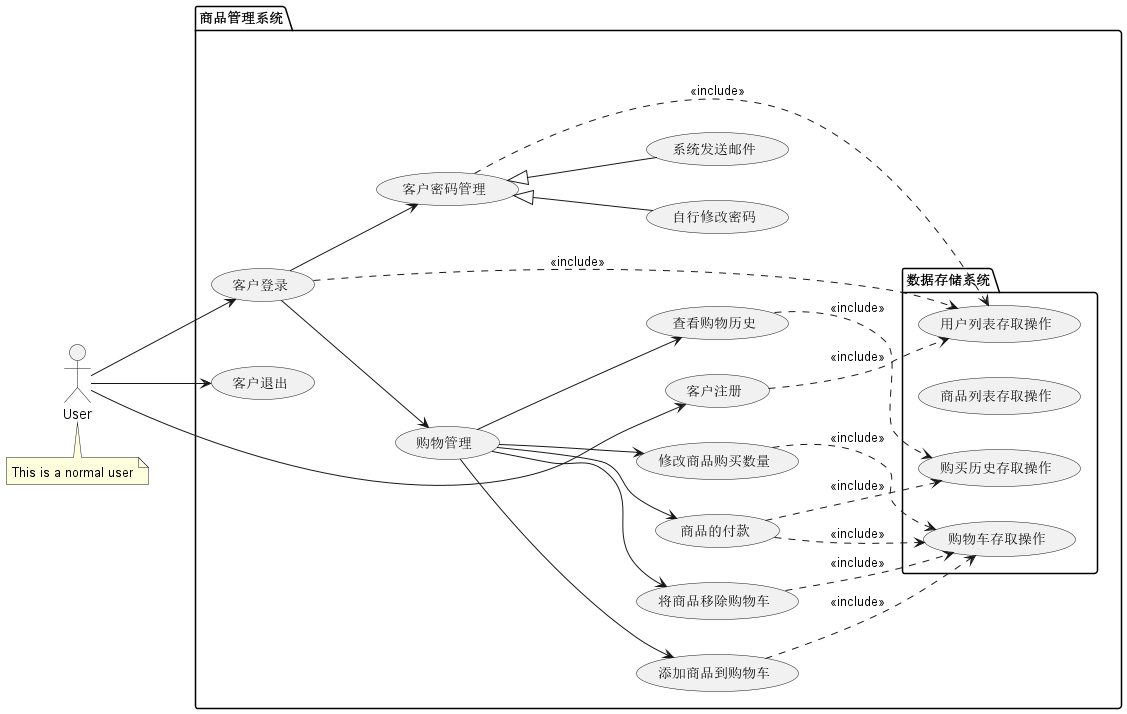 商品管理系统
«include»
系统发送邮件
客户密码管理
自行修改密码
«include»
客户登录
数据存储系统
«include»
查看购物历史
用户列表存取操作
«include»
客户退出
客户注册
商品列表存取操作
User
购物管理
«include»
修改商品购买数量
购买历史存取操作
This is a normal user
«include»
商品的付款
«include»
购物车存取操作
«include»
将商品移除购物车
«include»
添加商品到购物车